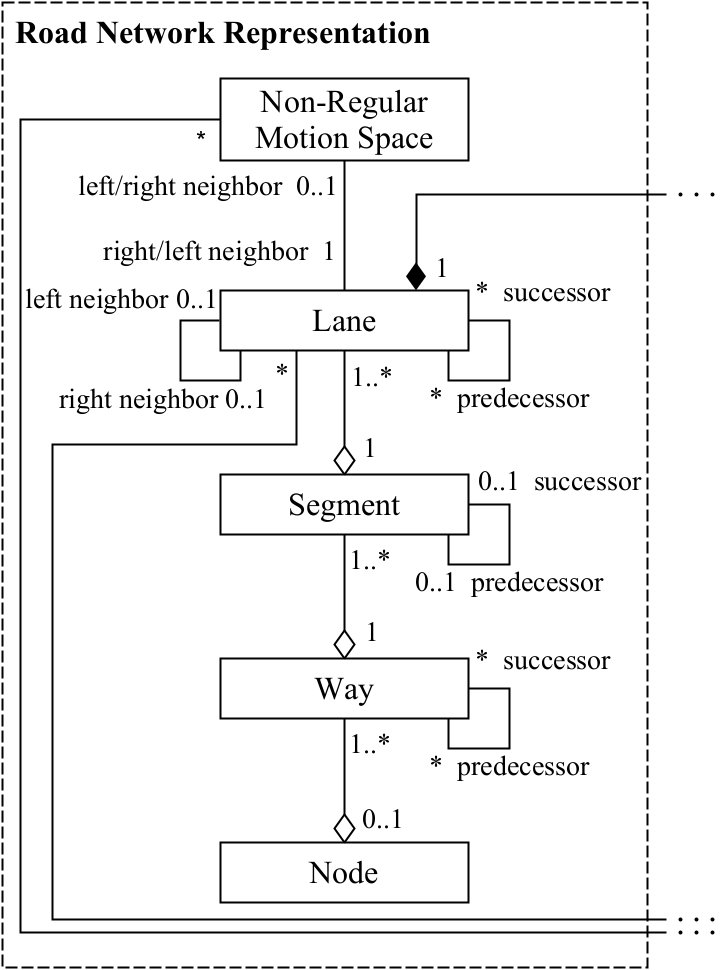 Road Network Representation
Non-Regular
Motion Space
*
left/right neighbor 0..1
. . .
right/left neighbor 1
1
left neighbor 0..1
* successor
Lane
*
1..*
right neighbor 0..1
* predecessor
1
0..1 successor
Segment
1..*
0..1 predecessor
1
* successor
Way
1..*
* predecessor
0..1
Node
. . .
. . .